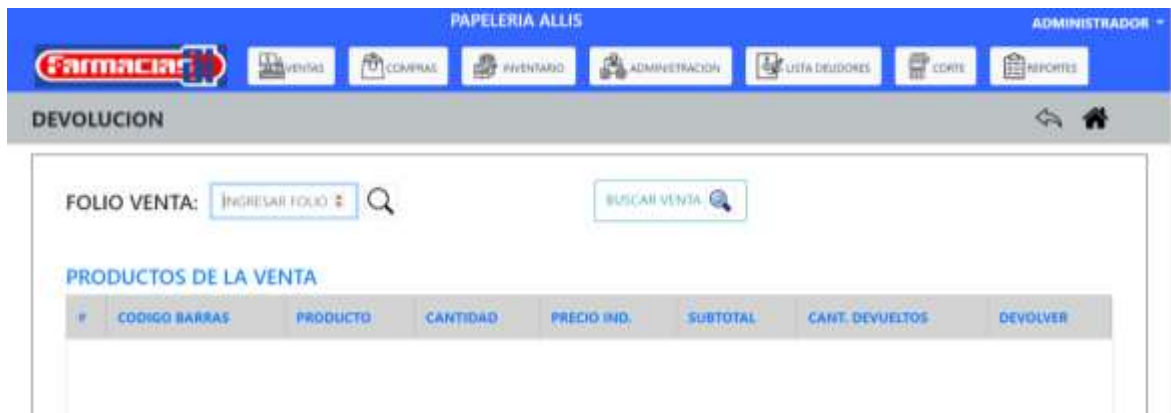 PAPELERIA ALLIS
ADMINISTRADOR
Farmacias
VENTAS COMPRAS INVENTARIO ADMINISTRACION LISTA DEUDORES CORTE REPORTES
DEVOLUCION
FOLIO VENTA: INGRESAR FOLIO BUSCAR VENTA
PRODUCTOS DE LA VENTA
# CODIGO BARRAS PRODUCTO CANTIDAD PRECIO IND. SUBTOTAL CANT. DEVUELTOS DEVOLVER